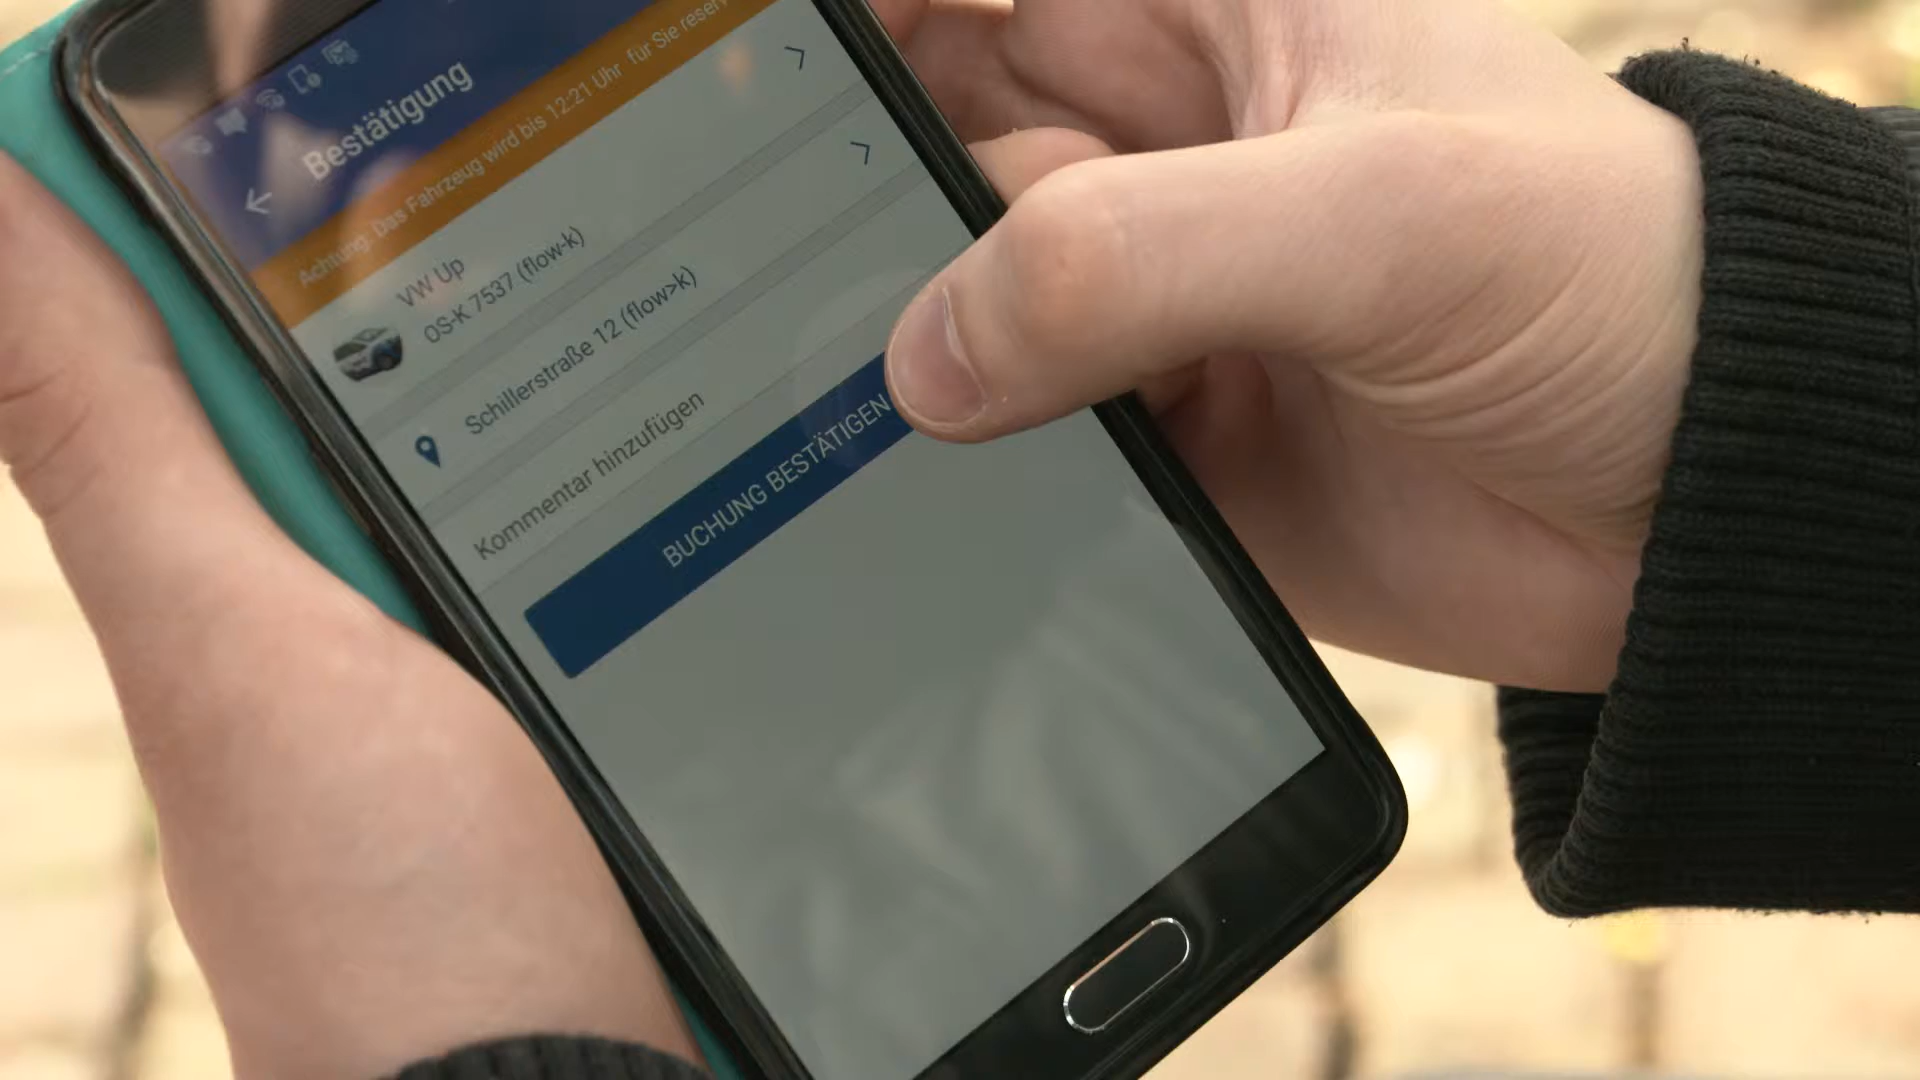 Bestätigung
Achtung: Das Fahrzeug wird bis 12:21 Uhr für Sie
VW Up
OS-K 7537 (flow-k)
Schillerstraße 12 (flow>k)
Kommentar hinzufügen
BUCHUNG BESTÄTIGEN